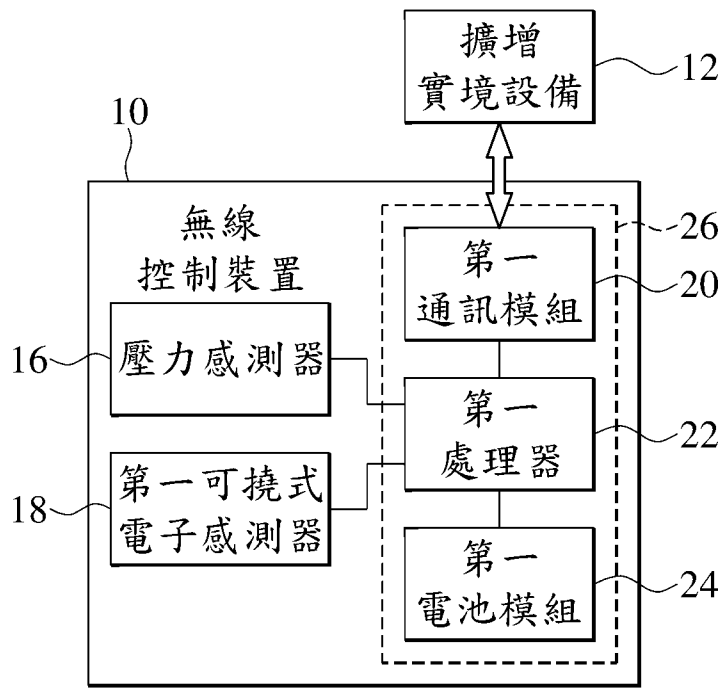 擴增
實境設備
12
10
無線
控制裝置
26
第一
通訊模組
20
16
壓力感測器
第一
處理器
22
18
第一可撓式
電子感測器
第一
電池模組
24